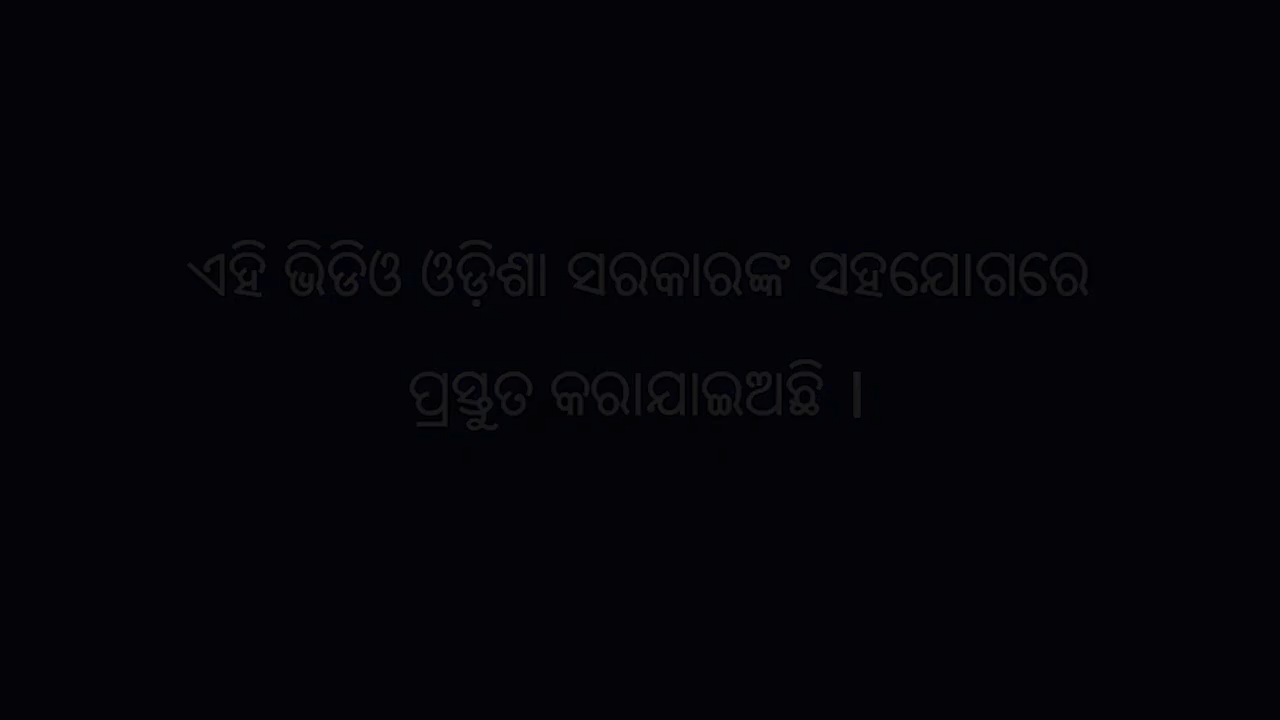 ଏହି ଭିଡିଓ ଓଡ଼ିଶା ସରକାରଙ୍କ ସହଯୋଗରେ
ପ୍ରସ୍ତୁତ କରାଯାଇଅଛି ।